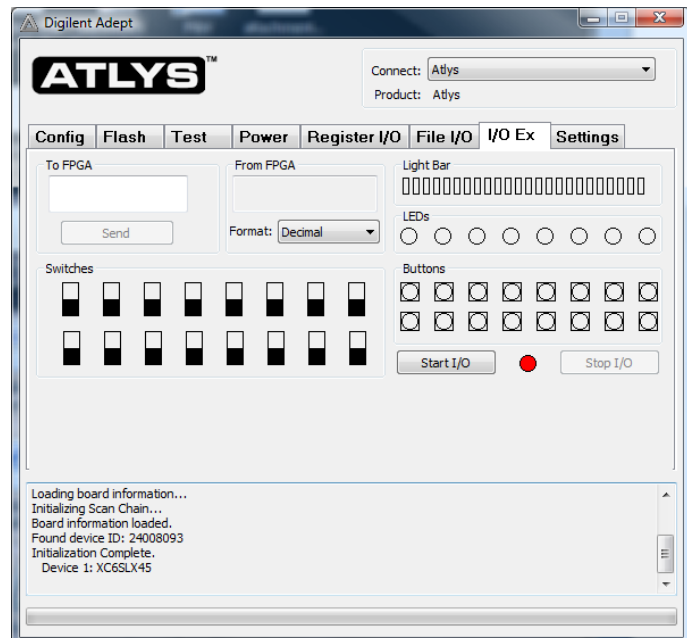 Digilent Adept
ATLYS™
Connect: Atlys
Product: Atlys
Config Flash Test Power Register I/O File I/O I/O Ex Settings
To FPGA
From FPGA
Light Bar
Send
Format: Decimal
LEDs
Switches
Buttons
Start I/O
Stop I/O
Loading board information...
Initializing Scan Chain...
Board information loaded.
Found device ID: 24008093
Initialization Complete.
Device 1: XC6SLX45